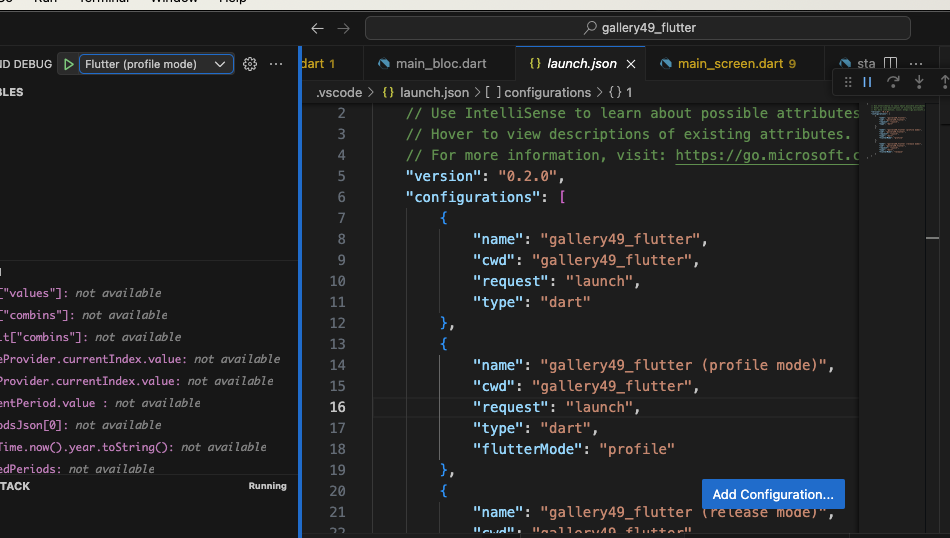 Run Terminal Window Help
gallery49_flutter
ND DEBUG Flutter (profile mode) ...
dart 1 main_bloc.dart {} launch.json × main_screen.dart 9 sta ...
.vscode > {} launch.json > [ ] configurations > {} 1
LES
2 // Use IntelliSense to learn about possible attributes
3 // Hover to view descriptions of existing attributes.
4 // For more information, visit: https://go.microsoft.c
5 "version": "0.2.0",
6 "configurations": [
7 {
8 "name": "gallery49_flutter",
9 "cwd": "gallery49_flutter",
10 "request": "launch",
11 "type": "dart"
12 },
13 {
14 "name": "gallery49_flutter (profile mode)",
15 "cwd": "gallery49_flutter",
16 "request": "launch",
17 "type": "dart",
18 "flutterMode": "profile"
19 },
20 {
21 "name": "gallery49_flutter (release mode)",
22 "cwd": "gallery49_flutter"
Add Configuration...
["values"]: not available
["combins"]: not available
t["combins"]: not available
eProvider.currentIndex.value: not available
Provider.currentIndex.value: not available
entPeriod.value : not available
odsJson[0]: not available
Time.now().year.toString(): not available
edPeriods: not available
TACK Running